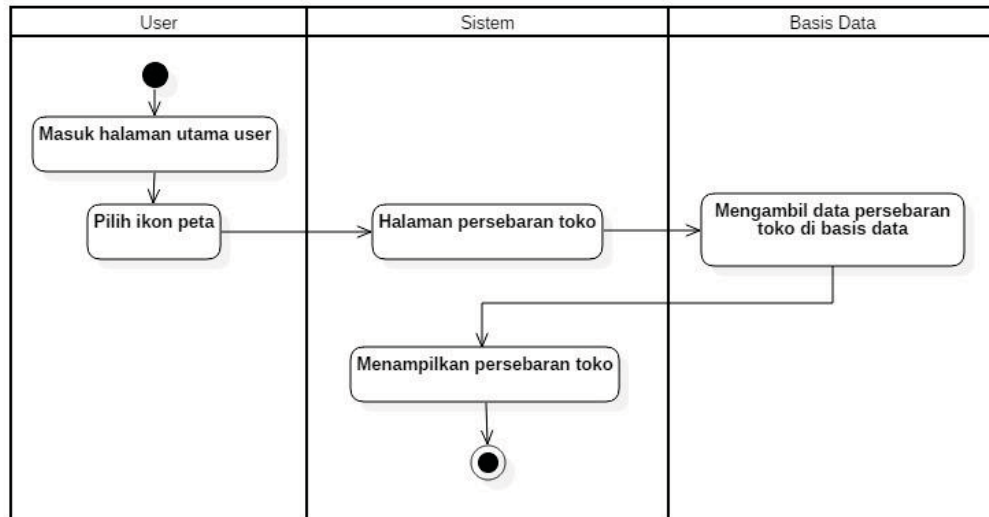 User
Sistem
Basis Data
Masuk halaman utama user
Pilih ikon peta
Halaman persebaran toko
Mengambil data persebaran
toko di basis data
Menampilkan persebaran toko